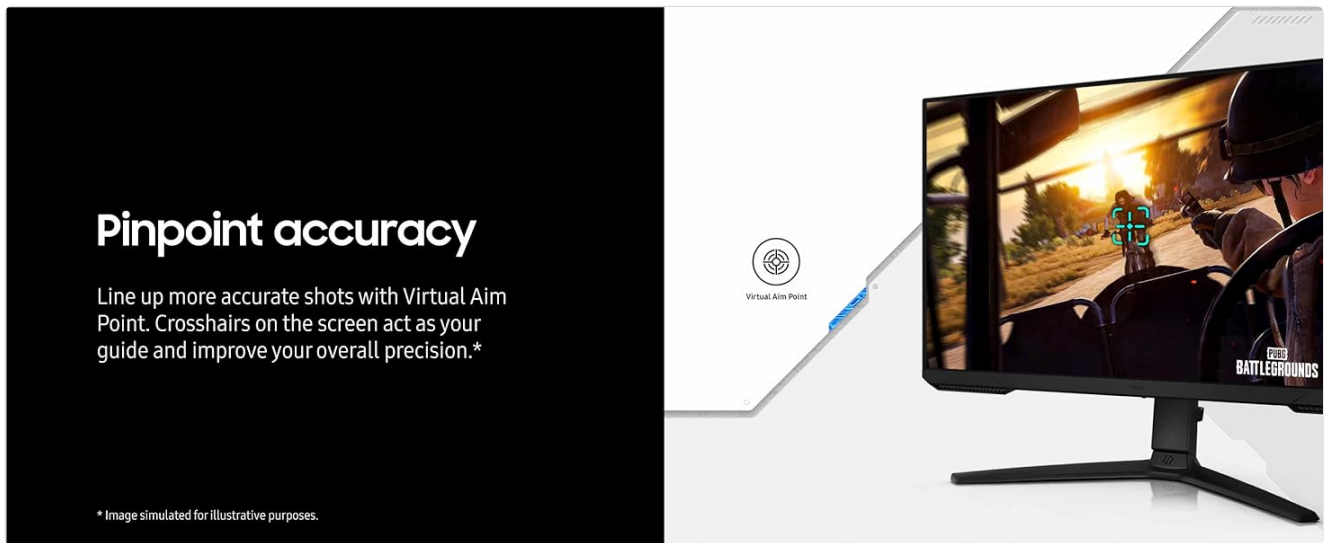 Pinpoint accuracy
Line up more accurate shots with Virtual Aim
Point. Crosshairs on the screen act as your
guide and improve your overall precision.*
* Image simulated for illustrative purposes.
Virtual Aim Point
PUBG
BATTLEGROUNDS